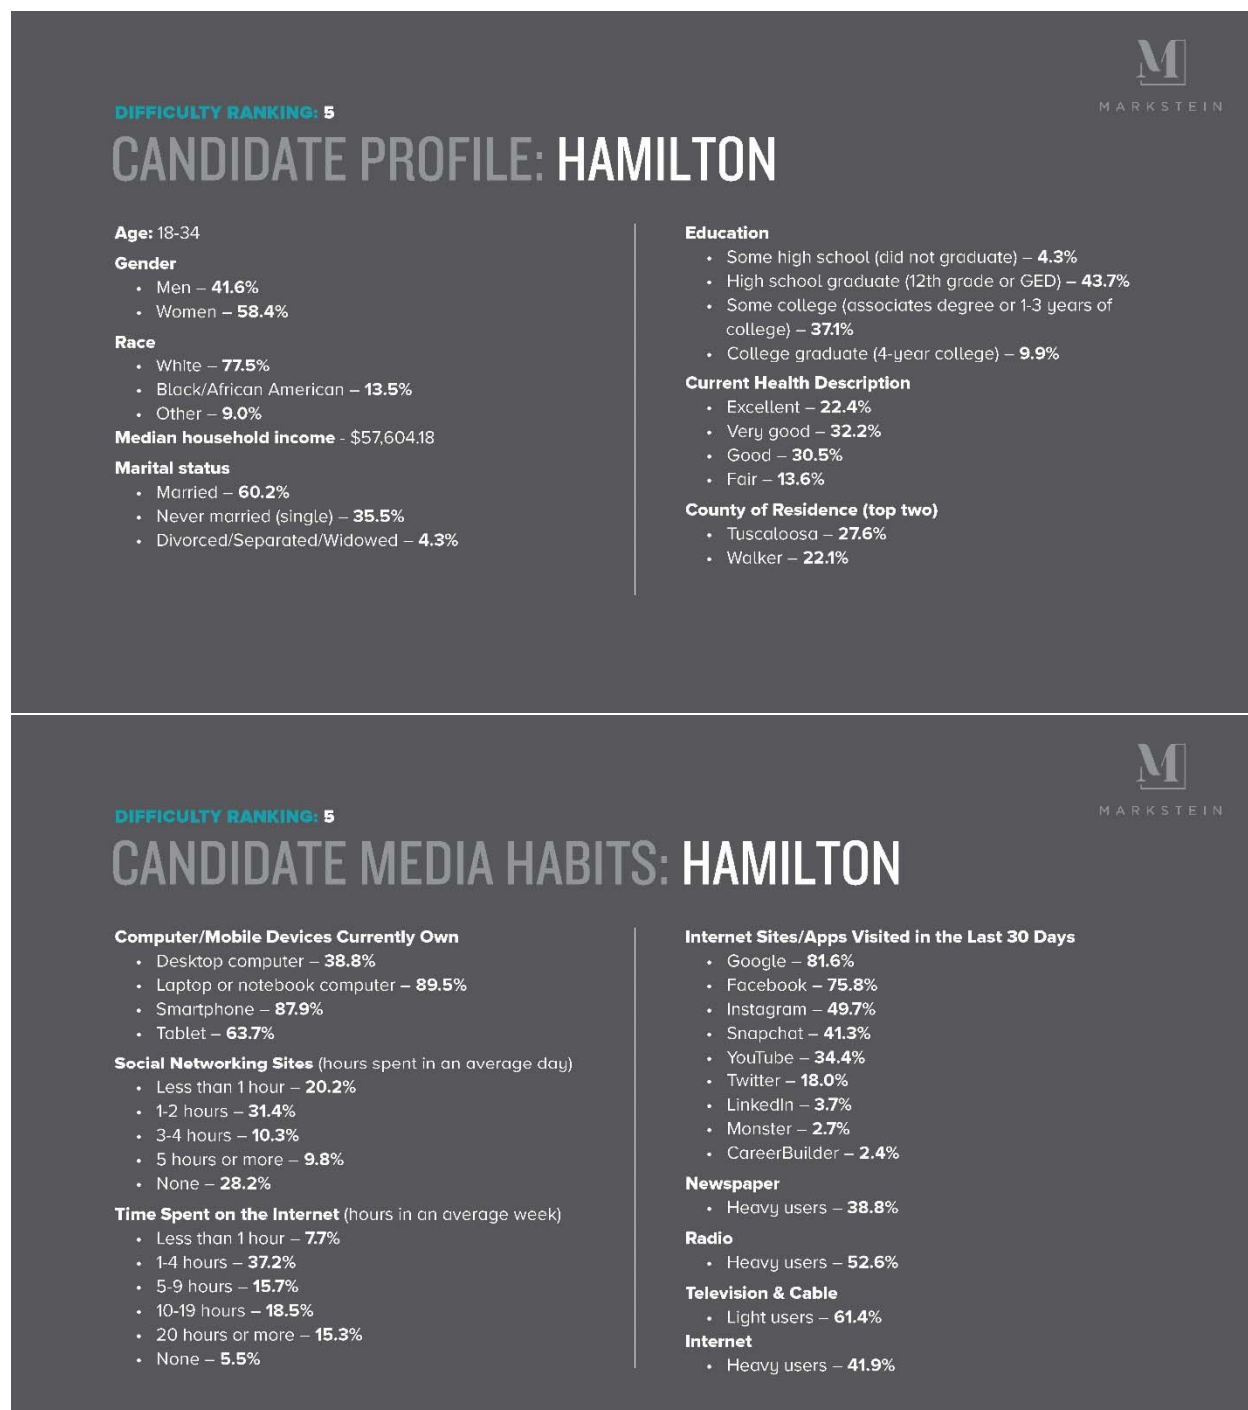 M
MARKSTEIN
DIFFICULTY RANKING: 5
CANDIDATE PROFILE: HAMILTON
Age: 18-34
Gender
• Men – 41.6%
• Women – 58.4%
Race
• White – 77.5%
• Black/African American – 13.5%
• Other – 9.0%
Median household income - $57,604.18
Marital status
• Married – 60.2%
• Never married (single) – 35.5%
• Divorced/Separated/Widowed – 4.3%
Education
• Some high school (did not graduate) – 4.3%
• High school graduate (12th grade or GED) – 43.7%
• Some college (associates degree or 1-3 years of
college) – 37.1%
• College graduate (4-year college) – 9.9%
Current Health Description
• Excellent – 22.4%
• Very good – 32.2%
• Good – 30.5%
• Fair – 13.6%
County of Residence (top two)
• Tuscaloosa – 27.6%
• Walker – 22.1%
M
MARKSTEIN
DIFFICULTY RANKING: 5
CANDIDATE MEDIA HABITS: HAMILTON
Computer/Mobile Devices Currently Own
• Desktop computer – 38.8%
• Laptop or notebook computer – 89.5%
• Smartphone – 87.9%
• Tablet – 63.7%
Social Networking Sites (hours spent in an average day)
• Less than 1 hour – 20.2%
• 1-2 hours – 31.4%
• 3-4 hours – 10.3%
• 5 hours or more – 9.8%
• None – 28.2%
Time Spent on the Internet (hours in an average week)
• Less than 1 hour – 7.7%
• 1-4 hours – 37.2%
• 5-9 hours – 15.7%
• 10-19 hours – 18.5%
• 20 hours or more – 15.3%
• None – 5.5%
Internet Sites/Apps Visited in the Last 30 Days
• Google – 81.6%
• Facebook – 75.8%
• Instagram – 49.7%
• Snapchat – 41.3%
• YouTube – 34.4%
• Twitter – 18.0%
• LinkedIn – 3.7%
• Monster – 2.7%
• CareerBuilder – 2.4%
Newspaper
• Heavy users – 38.8%
Radio
• Heavy users – 52.6%
Television & Cable
• Light users – 61.4%
Internet
• Heavy users – 41.9%